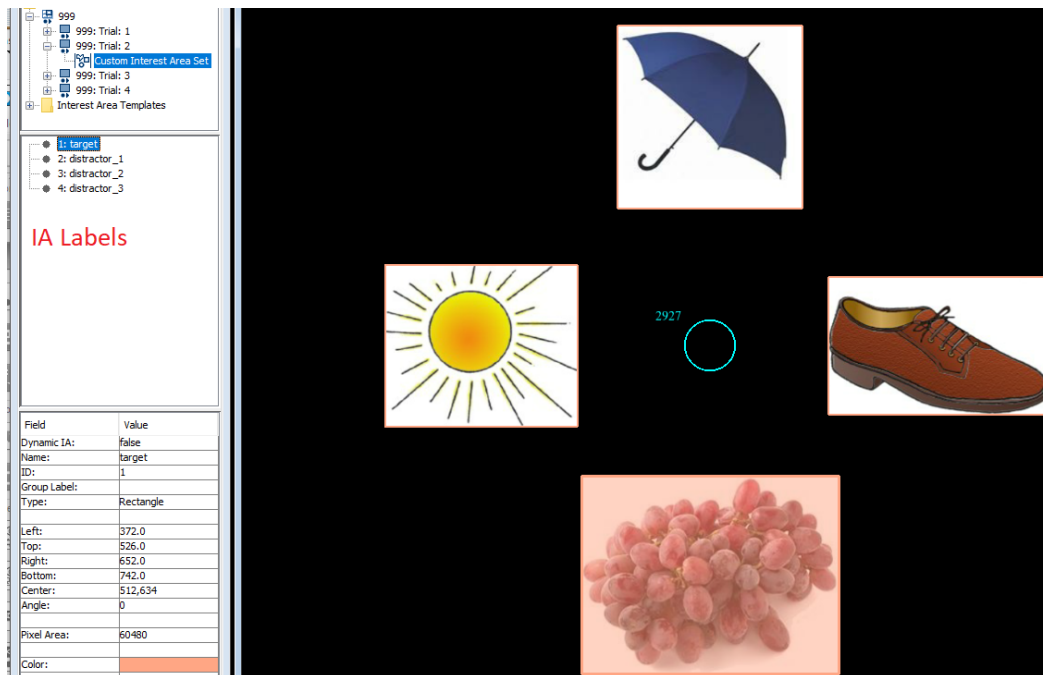 999
999: Trial: 1
999: Trial: 2
Custom Interest Area Set
999: Trial: 3
999: Trial: 4
Interest Area Templates
1: target
2: distractor_1
3: distractor_2
4: distractor_3
IA Labels
2927
Field Value
Dynamic IA: false
Name: target
ID: 1
Group Label:
Type: Rectangle
Left: 372.0
Top: 526.0
Right: 652.0
Bottom: 742.0
Center: 512,634
Angle: 0
Pixel Area: 60480
Color: